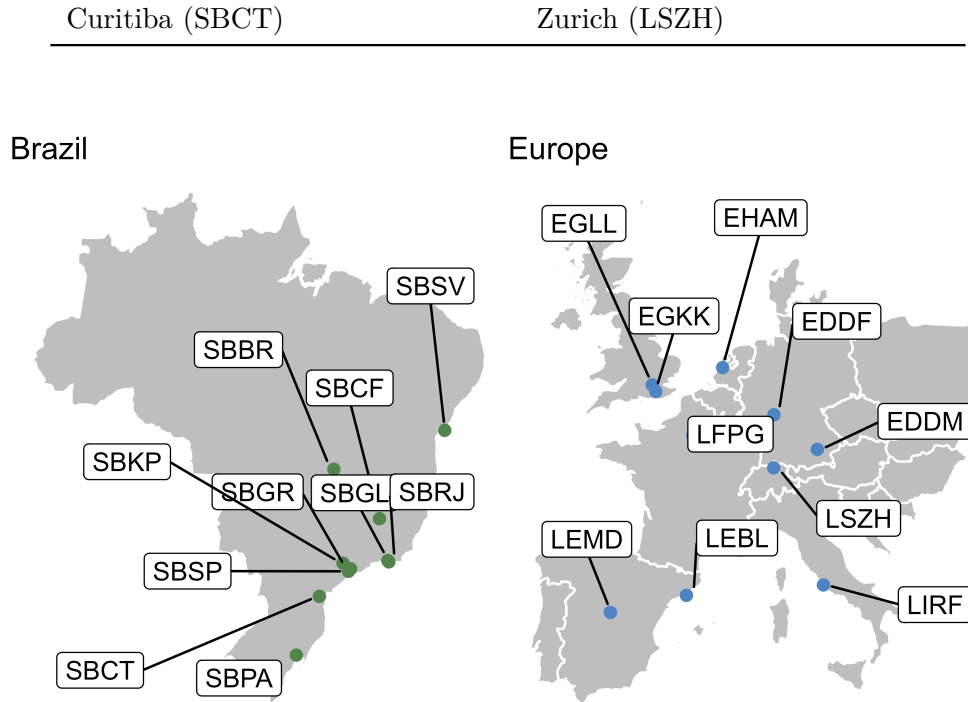 Curitiba (SBCT) Zurich (LSZH)
Brazil
Europe
EGLL
EHAM
SBSV
EGKK
EDDF
SBBR
SBCF
LFPG
EDDM
SBKP
SBGR
SBGL
SBRJ
LSZH
LEMD
LEBL
SBSP
LIRF
SBCT
SBPA